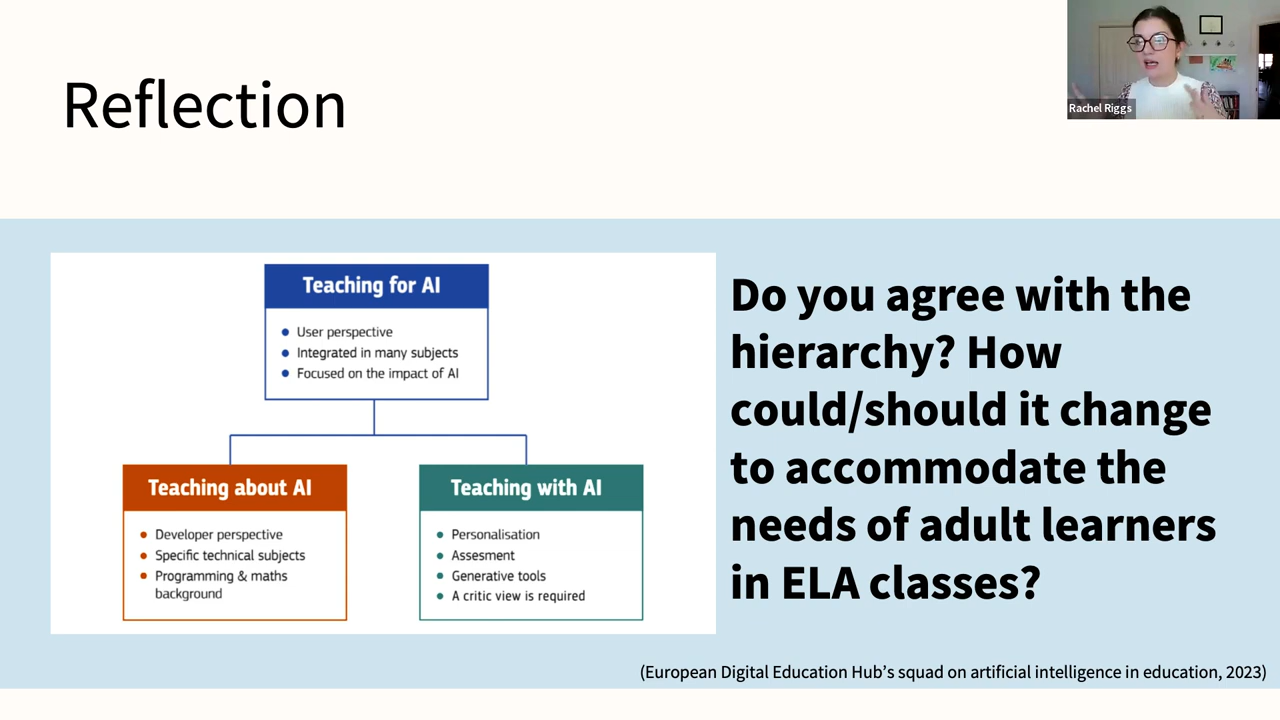 Reflection
Rachel Riggs
Teaching for AI
User perspective
Integrated in many subjects
Focused on the impact of AI
Teaching about AI
Developer perspective
Specific technical subjects
Programming & maths
background
Teaching with AI
Personalisation
Assesment
Generative tools
A critic view is required
Do you agree with the
hierarchy? How
could/should it change
to accommodate the
needs of adult learners
in ELA classes?
(European Digital Education Hub’s squad on artificial intelligence in education, 2023)